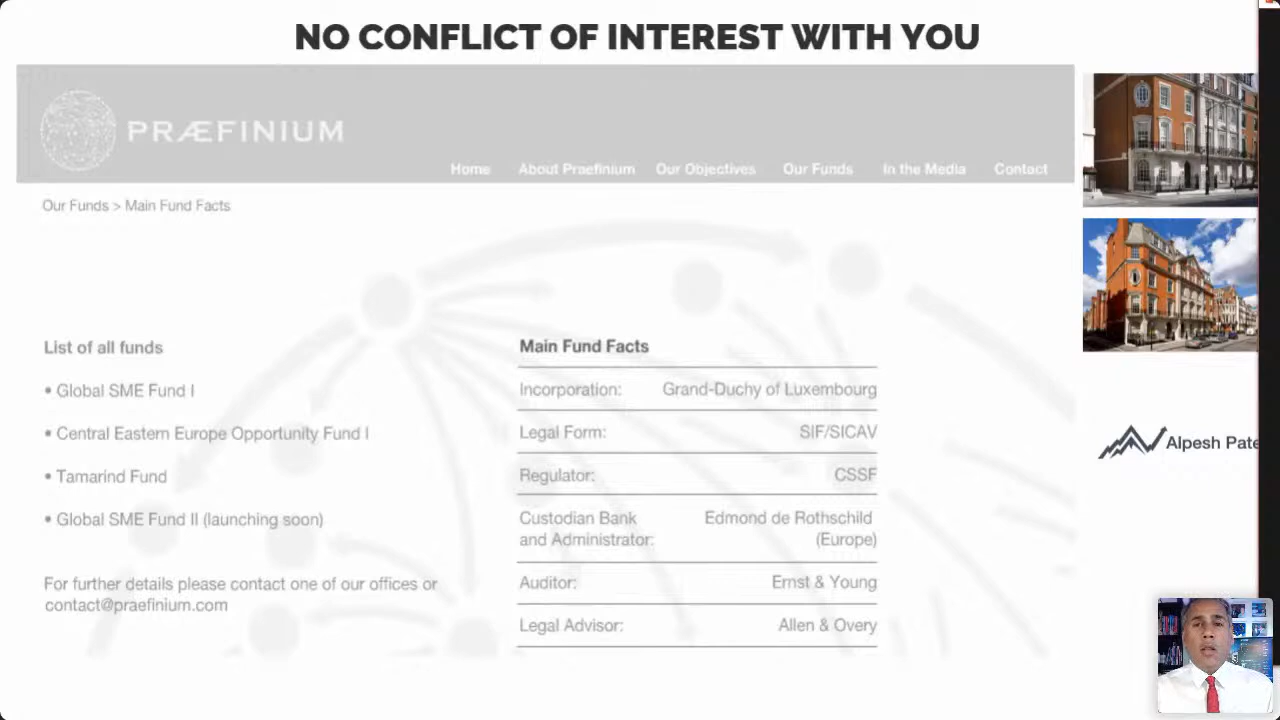 NO CONFLICT OF INTEREST WITH YOU
PRÆFINIUM
Home About Praefinium Our Objectives Our Funds In the Media Contact
Our Funds > Main Fund Facts
List of all funds
• Global SME Fund I
• Central Eastern Europe Opportunity Fund I
• Tamarind Fund
• Global SME Fund II (launching soon)
For further details please contact one of our offices or
contact@praefinium.com
Main Fund Facts
Incorporation: Grand-Duchy of Luxembourg
Legal Form: SIF/SICAV
Regulator: CSSF
Custodian Bank Edmond de Rothschild
and Administrator: (Europe)
Auditor: Ernst & Young
Legal Advisor: Allen & Overy
Alpesh Pate